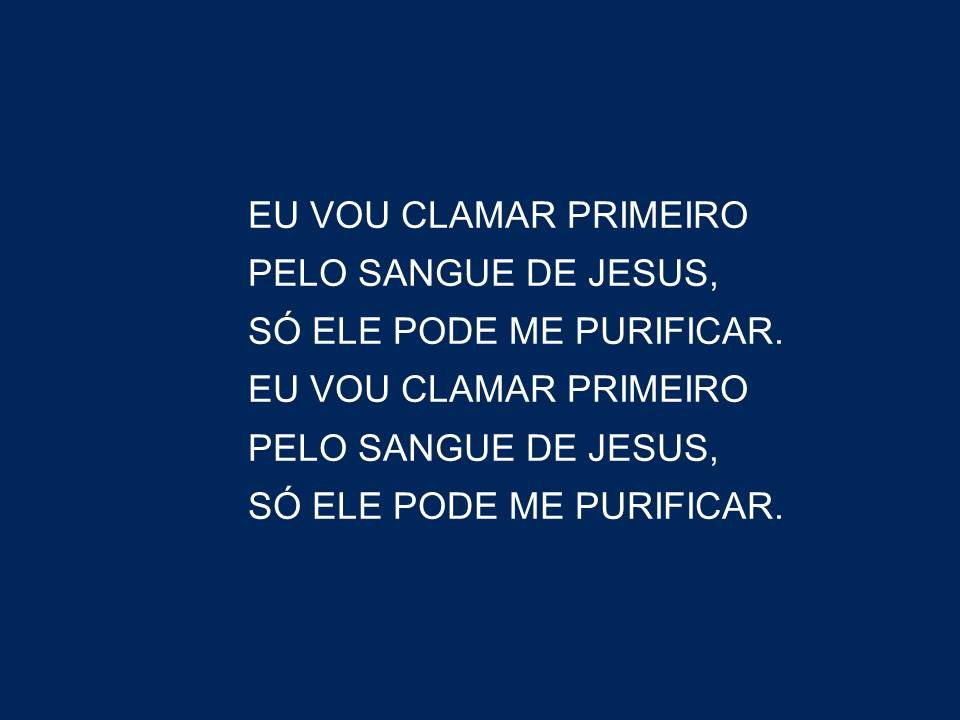 EU VOU CLAMAR PRIMEIRO
PELO SANGUE DE JESUS,
SÓ ELE PODE ME PURIFICAR.
EU VOU CLAMAR PRIMEIRO
PELO SANGUE DE JESUS,
SÓ ELE PODE ME PURIFICAR.